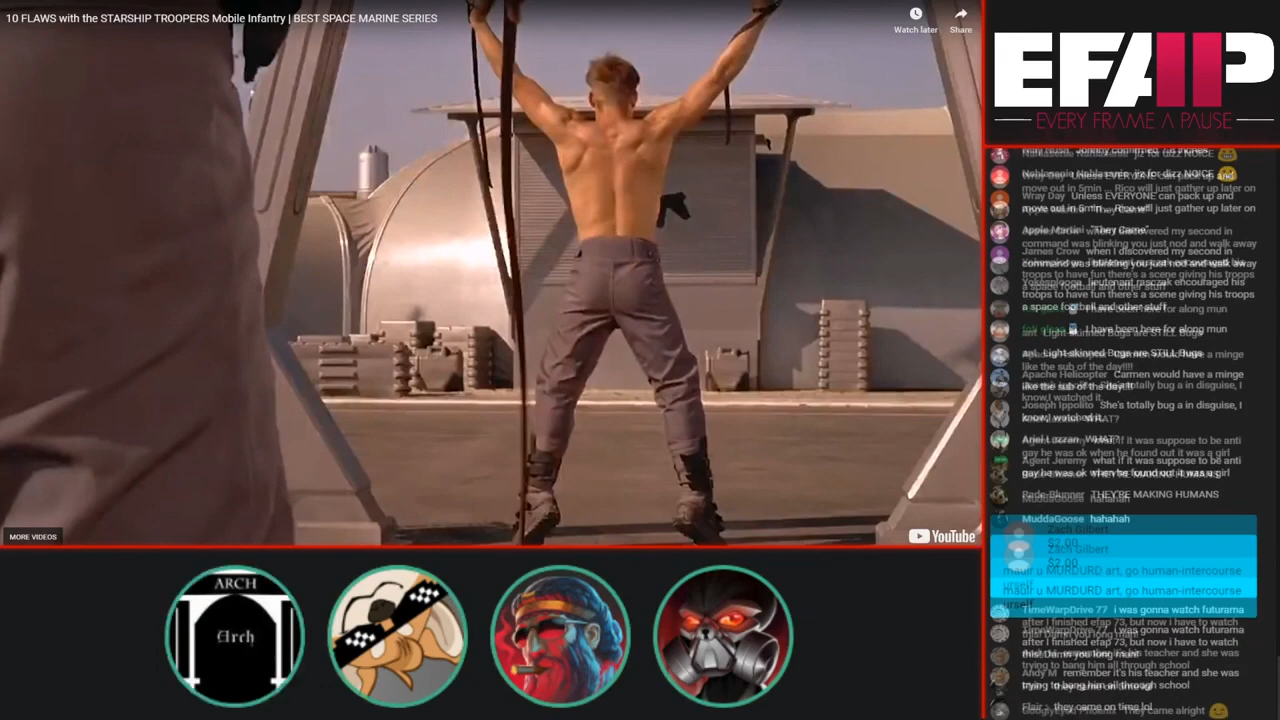 10 FLAWS with the STARSHIP TROOPERS Mobile Infantry | BEST SPACE MARINE SERIES
Watch later
Share
MORE VIDEOS
YouTube
EFAP
EVERY FRAME A PAUSE
ARCH
Arch
Wray Day Unless EVERYONE can pack up and
move out in 5min ... Rico will just gather up later on
Apple Martini "They Came"
James Crow when I discovered my second in
command was blinking you just nod and walk away
lieutenant rasczak encouraged his
troops to have fun there's a scene giving his troops
a space football and other stuff
I have been here for along mun
ant Light-skinned Bugs are STILL Bugs
Apache Helicopter Carmen would have a minge
like the sub of the day!!!!
Joseph Ippolito She's totally bug a in disguise, I
know,I watched it.
Ariel Lazzan WHAT?
Agent Jeremy what if it was suppose to be anti
gay he was ok when he found out it was a girl
THEY'RE MAKING HUMANS
MuddaGoose hahahah
Zach Gilbert
$2.00
mauir u MURDURD art, go human-intercourse
urself
TimeWarpDrive 77 i was gonna watch futurama
after I finished efap 73, but now i have to watch
this! Damn you long man!
Andy M remember it's his teacher and she was
trying to bang him all through school
Flair they came on time lol
They came alright